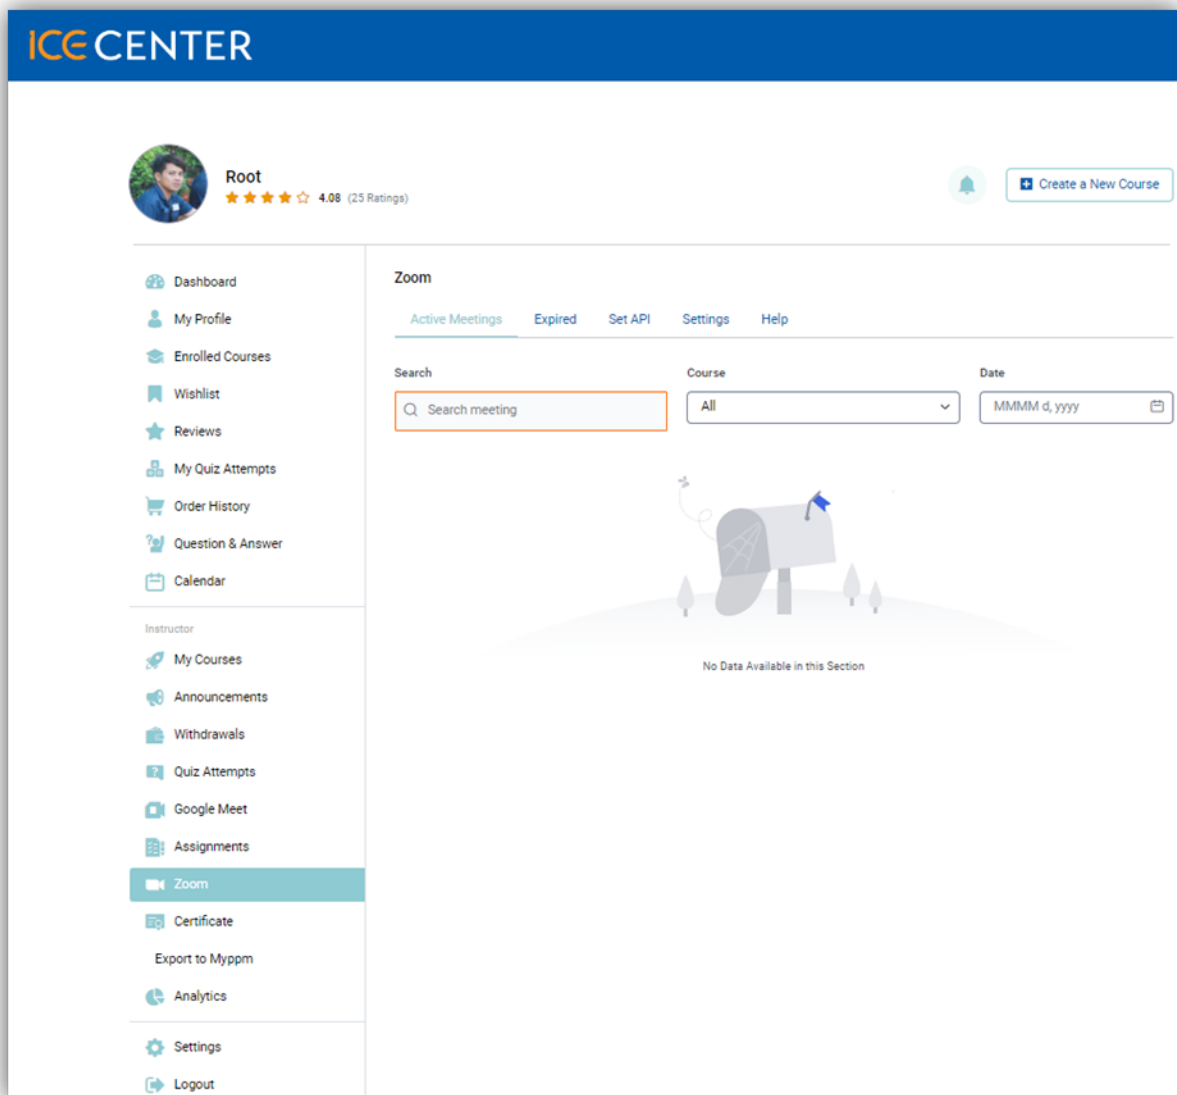 ICE CENTER
Root
4.08 (25 Ratings)
Create a New Course
Dashboard
My Profile
Enrolled Courses
Wishlist
Reviews
My Quiz Attempts
Order History
Question & Answer
Calendar
Instructor
My Courses
Announcements
Withdrawals
Quiz Attempts
Google Meet
Assignments
Zoom
Certificate
Export to Myppm
Analytics
Settings
Logout
Zoom
Active Meetings Expired Set API Settings Help
Search Course Date
Search meeting All MMMM d, yyyy
No Data Available in this Section